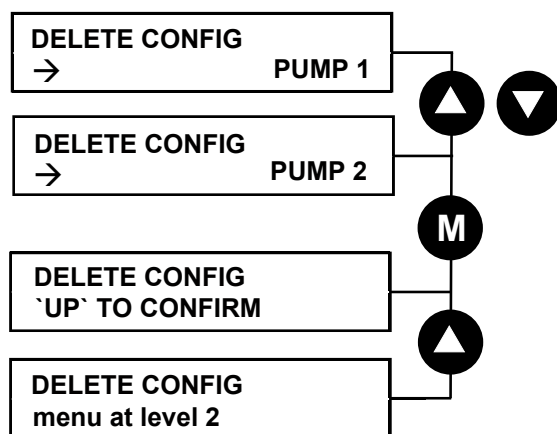 DELETE CONFIG
→ PUMP 1
DELETE CONFIG
→ PUMP 2
M
DELETE CONFIG
`UP` TO CONFIRM
DELETE CONFIG
menu at level 2